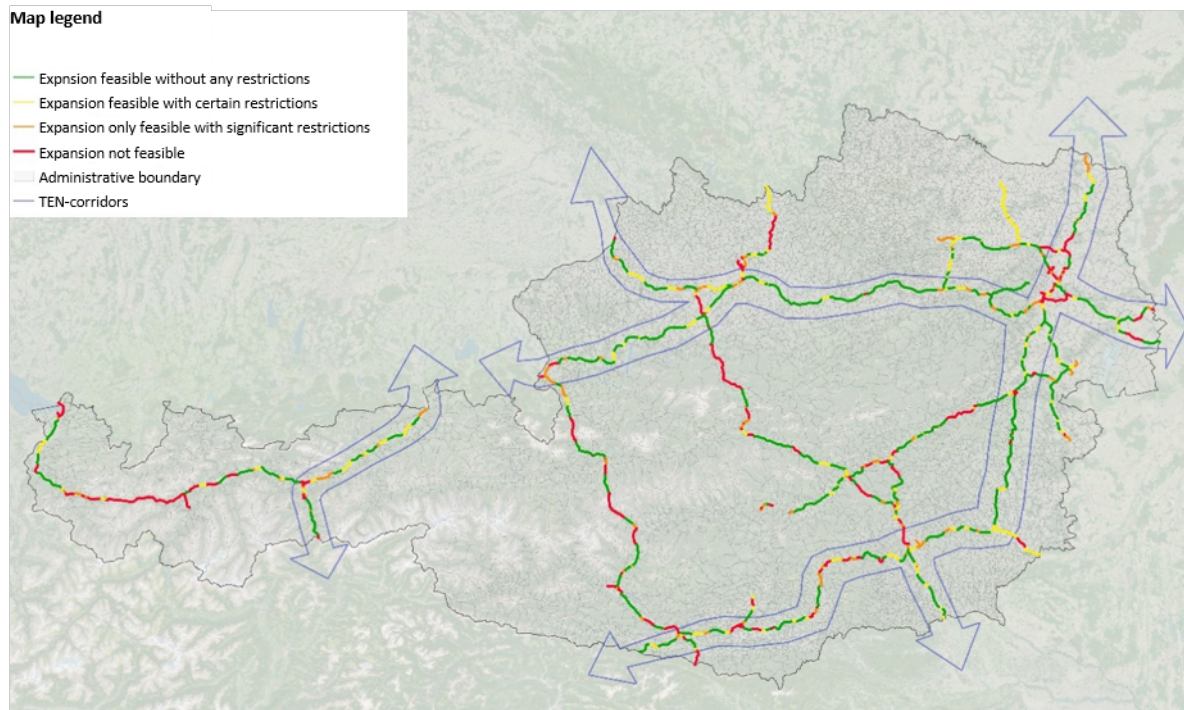 Map legend
Expnsion feasible without any restrictions
Expansion feasible with certain restrictions
Expansion only feasible with significant restrictions
Expansion not feasible
Administrative boundary
TEN-corridors